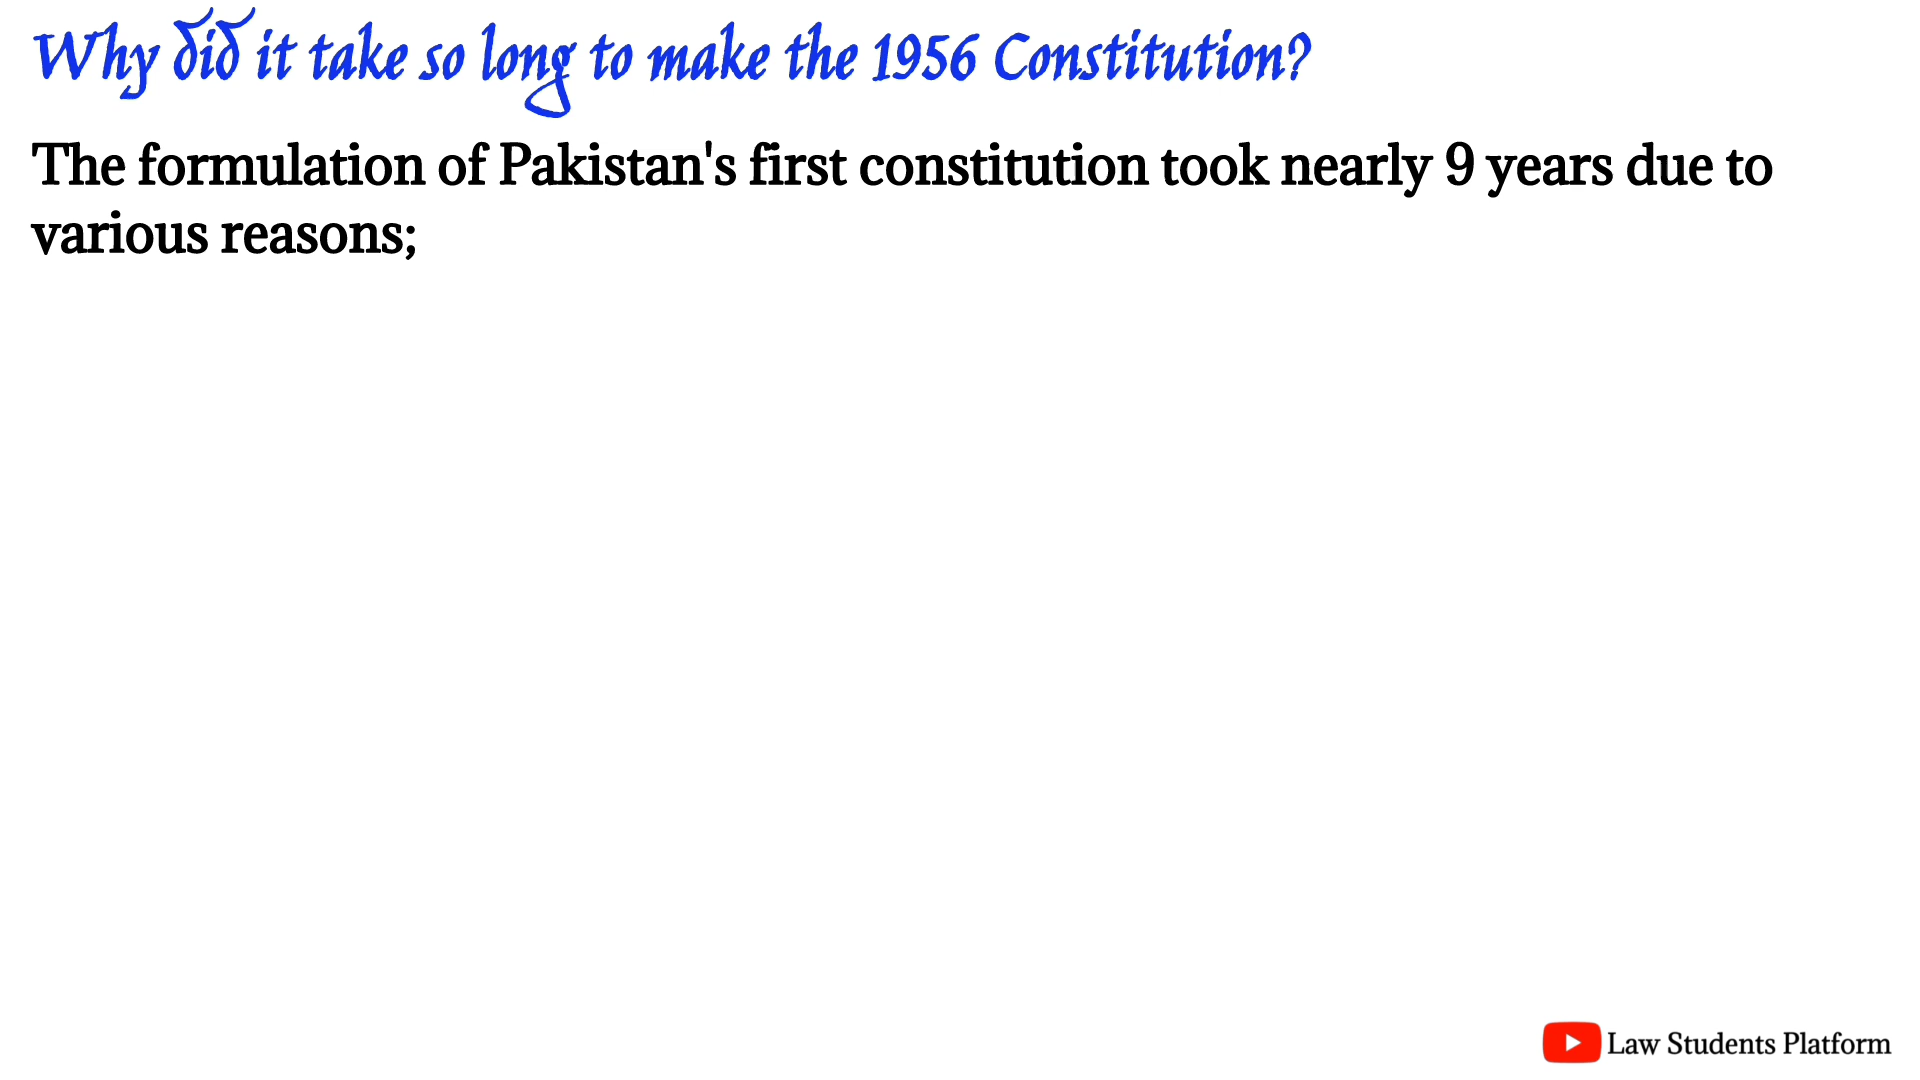 Why did it take so long to make the 1956 Constitution?
The formulation of Pakistan's first constitution took nearly 9 years due to
various reasons;
Law Students Platform